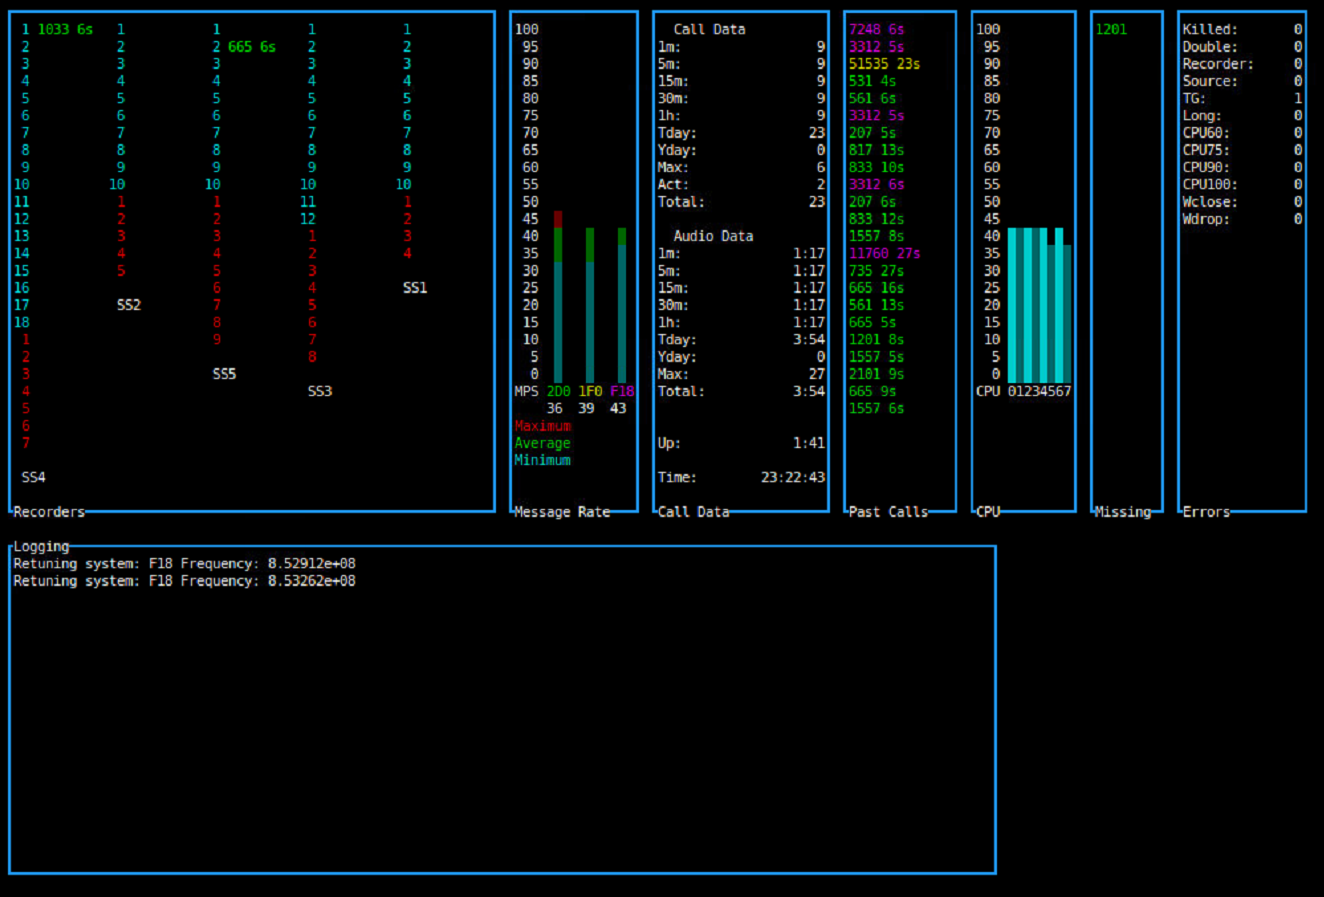 1 1033 6s 1 1 1 1
2 2 2 665 6s 2 2
3 3 3 3 3
4 4 4 4 4
5 5 5 5 5
6 6 6 6 6
7 7 7 7 7
8 8 8 8 8
9 9 9 9 9
10 10 10 10 10
11 1 1 11 1
12 2 2 12 2
13 3 3 1 3
14 4 4 2 4
15 5 5 3
16 6 4 SS1
17 SS2 7 5
18 8 6
1 9 7
2 8
3 SS5
4 SS3
5
6
7
SS4
Recorders
100
95
90
85
80
75
70
65
60
55
50
45
40
35
30
25
20
15
10
5
0
MPS 2D0 1F0 F18
36 39 43
Maximum
Average
Minimum
Message Rate
Call Data
1m: 9
5m: 9
15m: 9
30m: 9
1h: 9
Tday: 23
Yday: 0
Max: 6
Act: 2
Total: 23
Audio Data
1m: 1:17
5m: 1:17
15m: 1:17
30m: 1:17
1h: 1:17
Tday: 3:54
Yday: 0
Max: 27
Total: 3:54
Up: 1:41
Time: 23:22:43
Call Data
7248 6s
3312 5s
51535 23s
531 4s
561 6s
3312 5s
207 5s
817 13s
833 10s
3312 6s
207 6s
833 12s
1557 8s
11760 27s
735 27s
665 16s
561 13s
665 5s
1201 8s
1557 5s
2101 9s
665 9s
1557 6s
Past Calls
100
95
90
85
80
75
70
65
60
55
50
45
40
35
30
25
20
15
10
5
0
CPU 01234567
CPU
1201
Missing
Killed: 0
Double: 0
Recorder: 0
Source: 0
TG: 1
Long: 0
CPU60: 0
CPU75: 0
CPU90: 0
CPU100: 0
Wclose: 0
Wdrop: 0
Errors
Logging
Retuning system: F18 Frequency: 8.52912e+08
Retuning system: F18 Frequency: 8.53262e+08